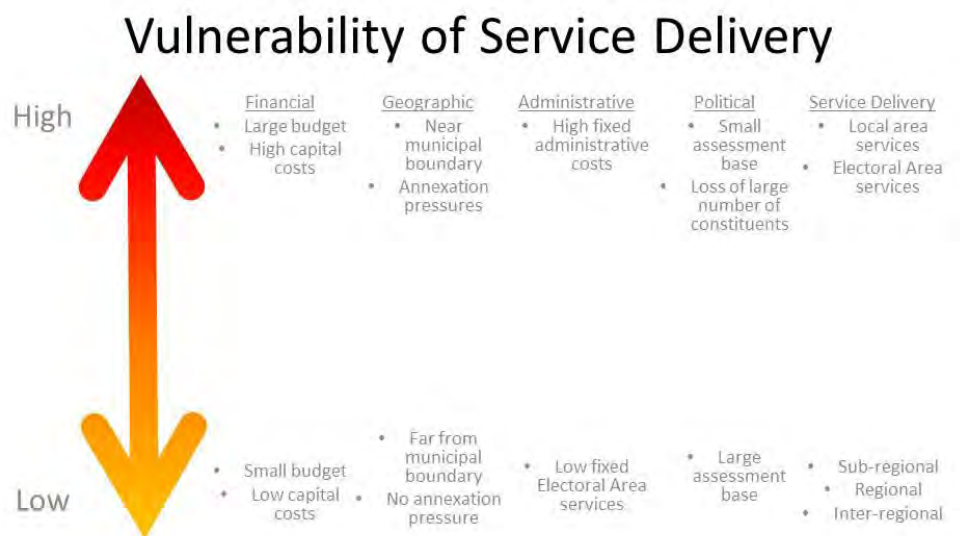 Vulnerability of Service Delivery
High
Financial
• Large budget
• High capital
costs
Geographic
• Near
municipal
boundary
• Annexation
pressures
Administrative
• High fixed
administrative
costs
Political
• Small
assessment
base
• Loss of large
number of
constituents
Service Delivery
• Local area
services
• Electoral Area
services
Low
• Small budget
• Low capital
costs
• Far from
municipal
boundary
• No annexation
pressure
• Low fixed
Electoral Area
services
• Large
assessment
base
• Sub-regional
• Regional
• Inter-regional